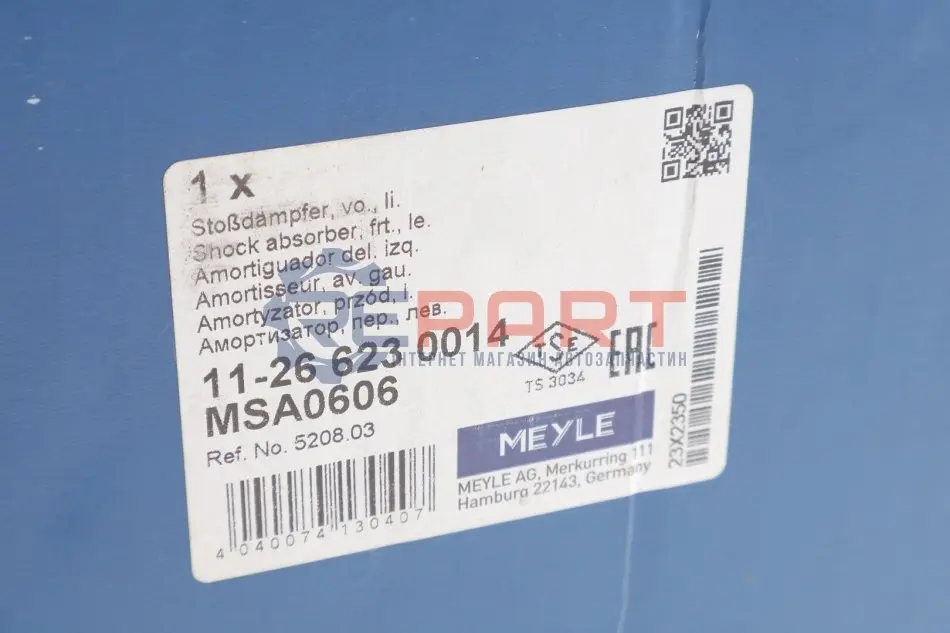 1 x
Stoßdämpfer, vo., li.
Shock absorber, frt., le.
Amortiguador del. izq.
Amortisseur, av. gau.
Amortyzator, przód, l.
Амортизатор, пер., лев.
11-26 623 0014
MSA0606
Ref. No. 5208.03
4 040074 130407
TSE
TS 3034
EAC
MEYLE
MEYLE AG, Merkurring 111
Hamburg 22143, Germany
23X2350
REPART
ІНТЕРНЕТ МАГАЗИН АВТОЗАПЧАСТИН